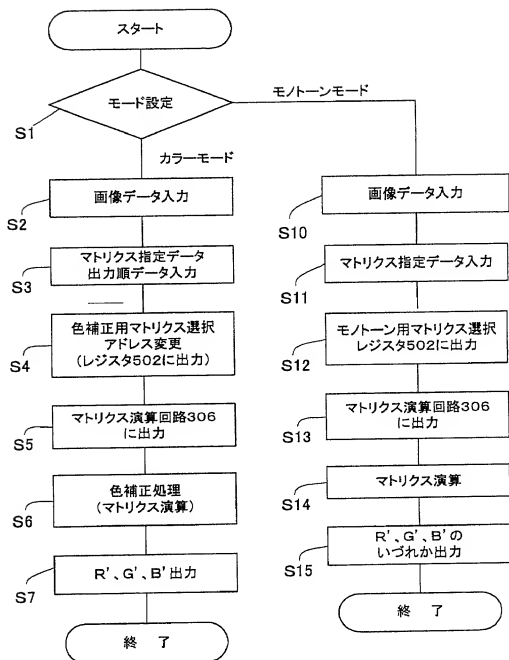 スタート
モード設定
S1
モノトーンモード
カラーモード
画像データ入力
S2
マトリクス指定データ
出力順データ入力
S3
色補正用マトリクス選択
アドレス変更
(レジスタ502に出力)
S4
マトリクス演算回路306
に出力
S5
色補正処理
(マトリクス演算)
S6
R'、G'、B'出力
S7
終 了
画像データ入力
S10
マトリクス指定データ入力
S11
モノトーン用マトリクス選択
レジスタ502に出力
S12
マトリクス演算回路306
に出力
S13
マトリクス演算
S14
R'、G'、B'の
いづれか出力
S15
終 了